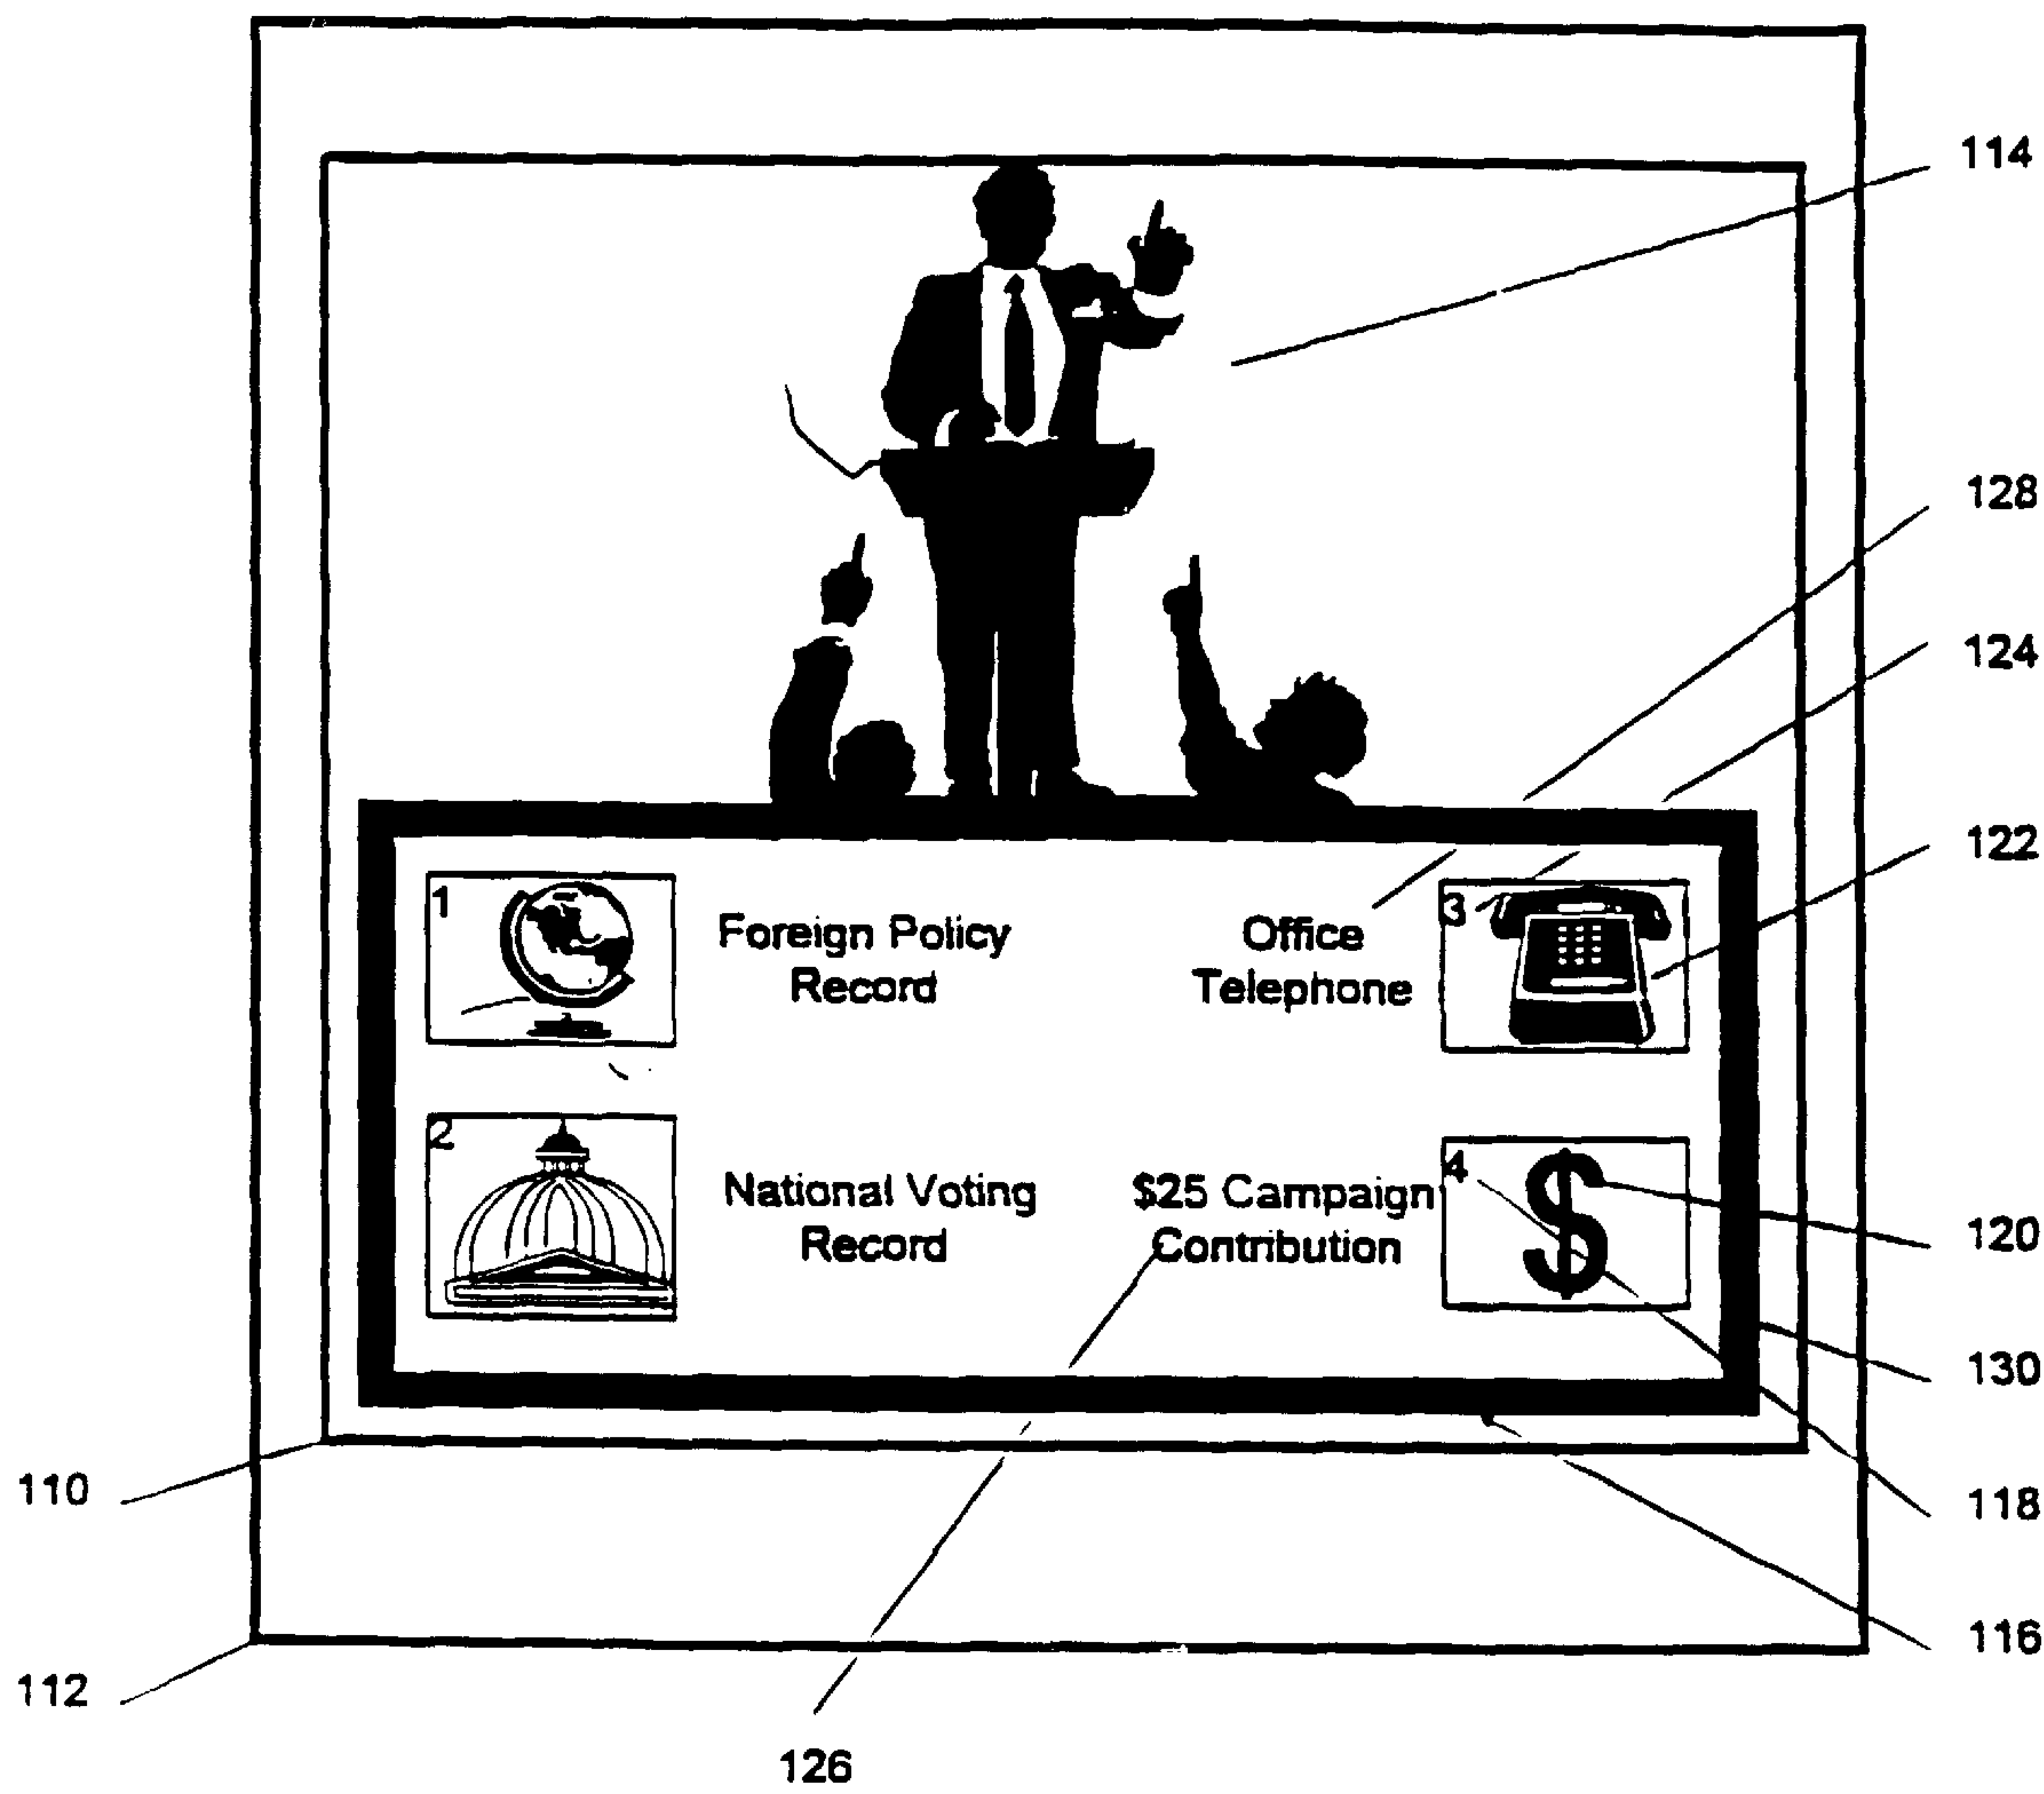 114
128
124
122
1
Foreign Policy
Record
Office
Telephone
3
2
National Voting
Record
$25 Campaign
Contribution
4
120
130
110
118
116
112
126